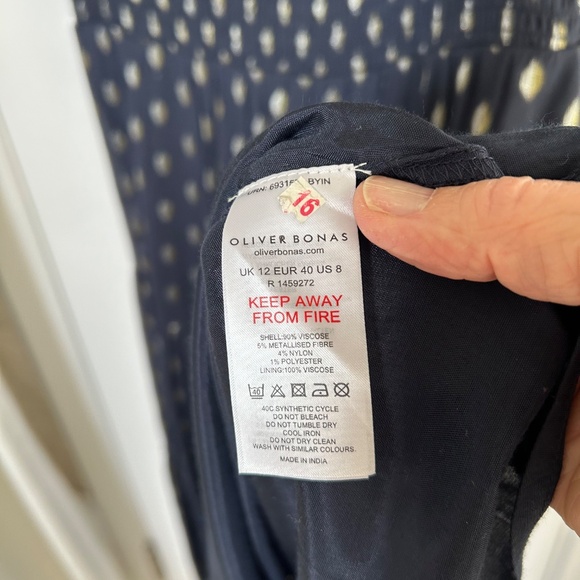 BYIN
16
OLIVER BONAS
oliverbonas.com
UK 12 EUR 40 US 8
R 1459272
KEEP AWAY
FROM FIRE
SHELL:90% VISCOSE
5% METALLISED FIBRE
4% NYLON
1% POLYESTER
LINING:100% VISCOSE
40
40C SYNTHETIC CYCLE
DO NOT BLEACH
DO NOT TUMBLE DRY
COOL IRON
DO NOT DRY CLEAN
WASH WITH SIMILAR COLOURS.
MADE IN INDIA